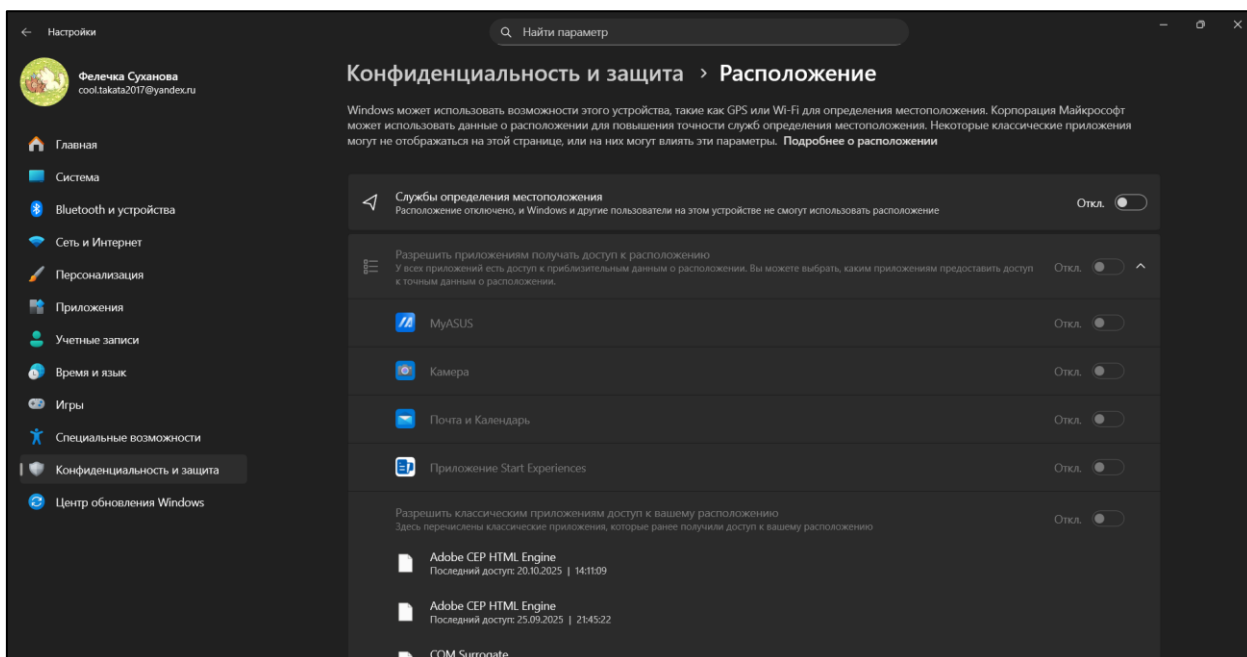 Настройки
Найти параметр
Фелечка Суханова
cool.takata2017@yandex.ru
Главная
Система
Bluetooth и устройства
Сеть и Интернет
Персонализация
Приложения
Учетные записи
Время и язык
Игры
Специальные возможности
Конфиденциальность и защита
Центр обновления Windows
Конфиденциальность и защита > Расположение
Windows может использовать возможности этого устройства, такие как GPS или Wi-Fi для определения местоположения. Корпорация Майкрософт
может использовать данные о расположении для повышения точности служб определения местоположения. Некоторые классические приложения
могут не отображаться на этой странице, или на них могут влиять эти параметры. Подробнее о расположении
Службы определения местоположения
Расположение отключено, и Windows и другие пользователи на этом устройстве не смогут использовать расположение
Откл.
Разрешить приложениям получать доступ к расположению
У всех приложений есть доступ к приблизительным данным о расположении. Вы можете выбрать, каким приложениям предоставить доступ
к точным данным о расположении.
Откл.
MyASUS
Откл.
Камера
Откл.
Почта и Календарь
Откл.
Приложение Start Experiences
Откл.
Разрешить классическим приложениям доступ к вашему расположению
Здесь перечислены классические приложения, которые ранее получили доступ к вашему расположению
Откл.
Adobe CEP HTML Engine
Последний доступ: 20.10.2025 | 14:11:09
Adobe CEP HTML Engine
Последний доступ: 25.09.2025 | 21:45:22
COM Surrogate